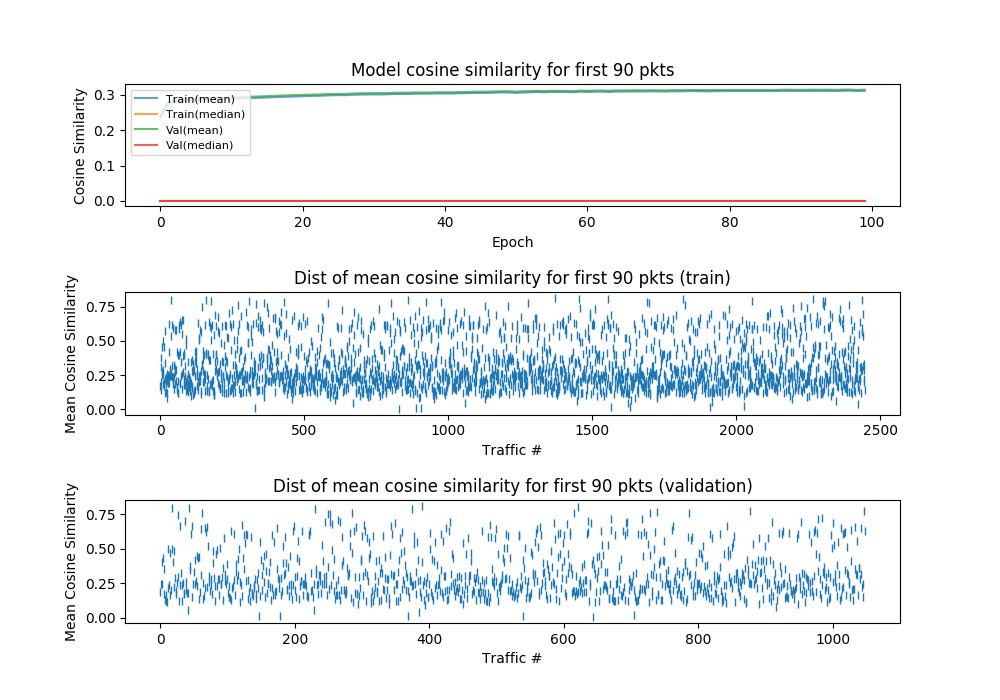 Model cosine similarity for first 90 pkts
Cosine Similarity
0.3
0.2
0.1
0.0
Train(mean)
Train(median)
Val(mean)
Val(median)
0 20 40 60 80 100
Epoch
Dist of mean cosine similarity for first 90 pkts (train)
Mean Cosine Similarity
0.75
0.50
0.25
0.00
0 500 1000 1500 2000 2500
Traffic #
Dist of mean cosine similarity for first 90 pkts (validation)
Mean Cosine Similarity
0.75
0.50
0.25
0.00
0 200 400 600 800 1000
Traffic #